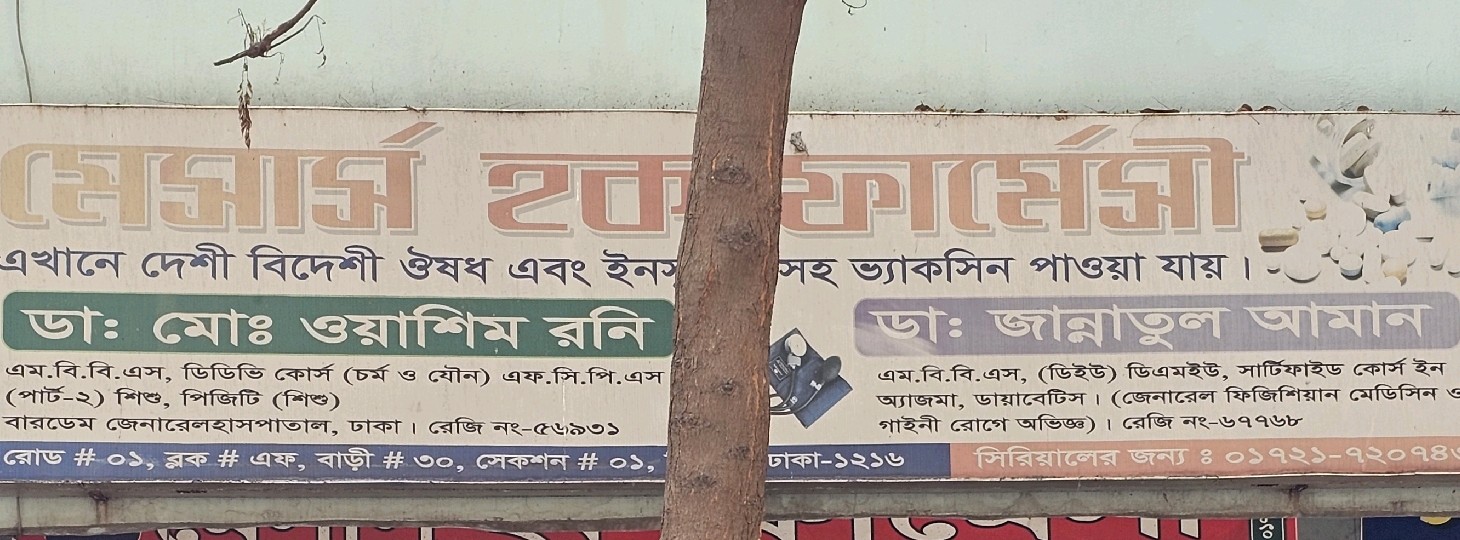 মেসার্স হক ফার্মেসী
এখানে দেশী বিদেশী ঔষধ এবং সহ ভ্যাকসিন পাওয়া যায়।
ডা: মোঃ ওয়াশিম রনি
এম.বি.বি.এস, ডিডিভি কোর্স (চর্ম ও যৌন) এফ.সি.পি.এস
(পার্ট-২) শিশু, পিজিটি (শিশু)
বারডেম জেনারেলহাসপাতাল, ঢাকা। রেজি নং-৫৬৯৩১
ডা: জান্নাতুল আমান
এম.বি.বি.এস, (ডিইউ) ডিএমইউ, সার্টিফাইড কোর্স ইন
অ্যাজমা, ডায়াবেটিস। (জেনারেল ফিজিশিয়ান মেডিসিন ও
গাইনী রোগে অভিজ্ঞ)। রেজি নং-৬৭৭৬৮
রোড # ০১, ব্লক # এফ, বাড়ী # ৩০, সেকশন # ০১, ঢাকা-১২১৬
সিরিয়ালের জন্য ঃ ০১৭২১-৭২০৭৪